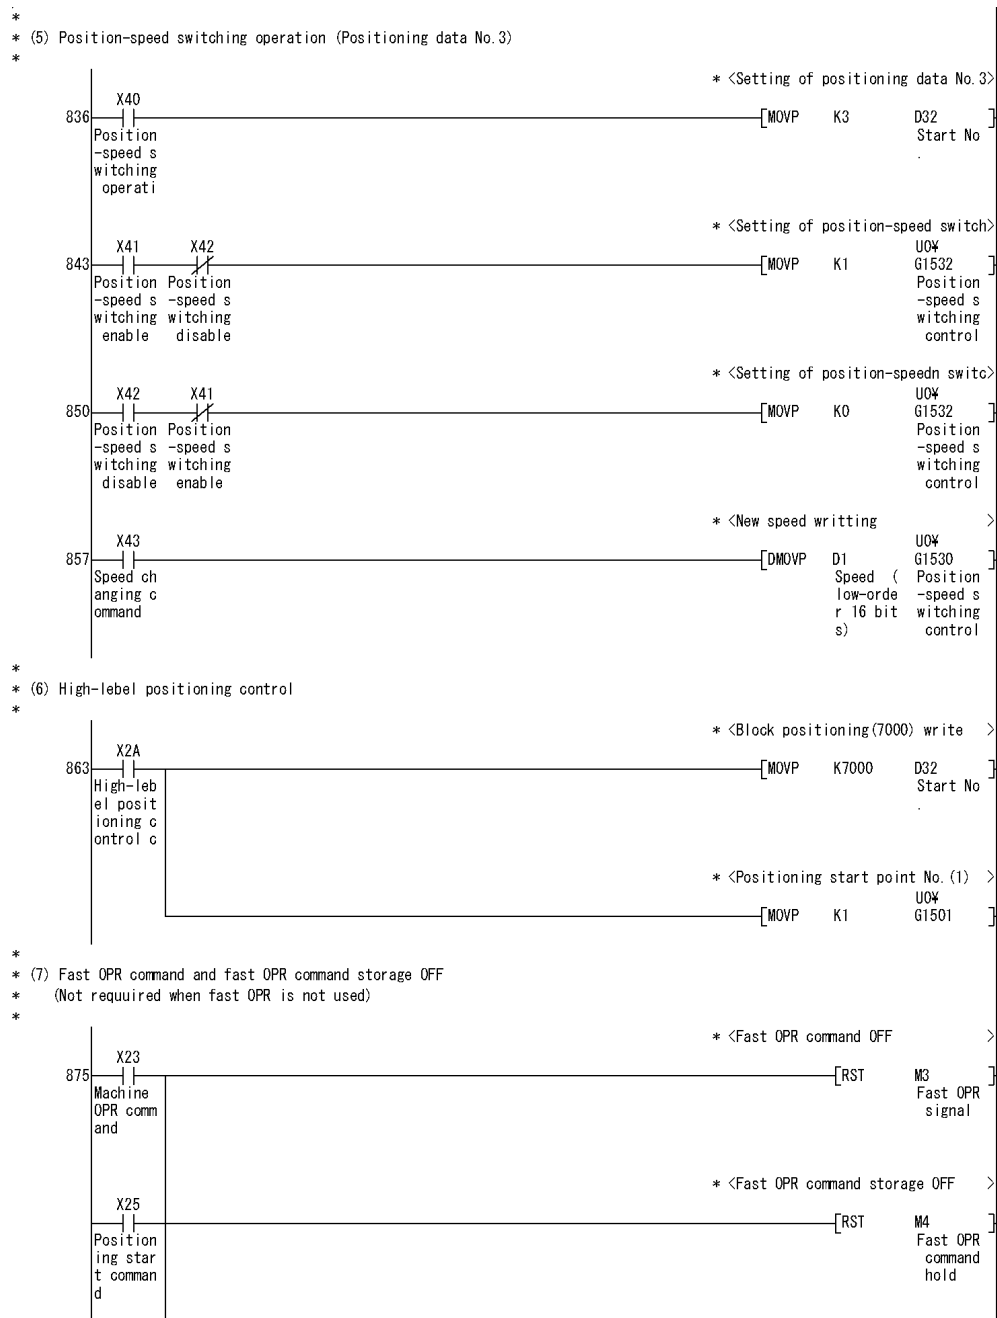 *
* (5) Position-speed switching operation (Positioning data No.3)
*
* <Setting of positioning data No.3>
X40
836
[MOVP K3 D32 ]
Position
-speed s
witching
operati
Start No
.
* <Setting of position-speed switch>
X41 X42 U0¥
843
[MOVP K1 G1532 ]
Position Position Position
-speed s -speed s -speed s
witching witching witching
enable disable control
* <Setting of position-speedn switc>
X42 X41 U0¥
850
[MOVP K0 G1532 ]
Position Position Position
-speed s -speed s -speed s
witching witching witching
disable enable control
* <New speed writting >
X43 U0¥
857
[DMOVP D1 G1530 ]
Speed ch Speed ( Position
anging c low-orde -speed s
ommand r 16 bit witching
s) control
*
* (6) High-lebel positioning control
*
* <Block positioning(7000) write >
X2A
863
[MOVP K7000 D32 ]
High-leb Start No
el posit .
ioning c
ontrol c
* <Positioning start point No.(1) >
U0¥
[MOVP K1 G1501 ]
*
* (7) Fast OPR command and fast OPR command storage OFF
* (Not requuired when fast OPR is not used)
*
* <Fast OPR command OFF >
X23
875
[RST M3 ]
Machine Fast OPR
OPR comm signal
and
* <Fast OPR command storage OFF >
X25
[RST M4 ]
Position Fast OPR
ing star command
t comman hold
d